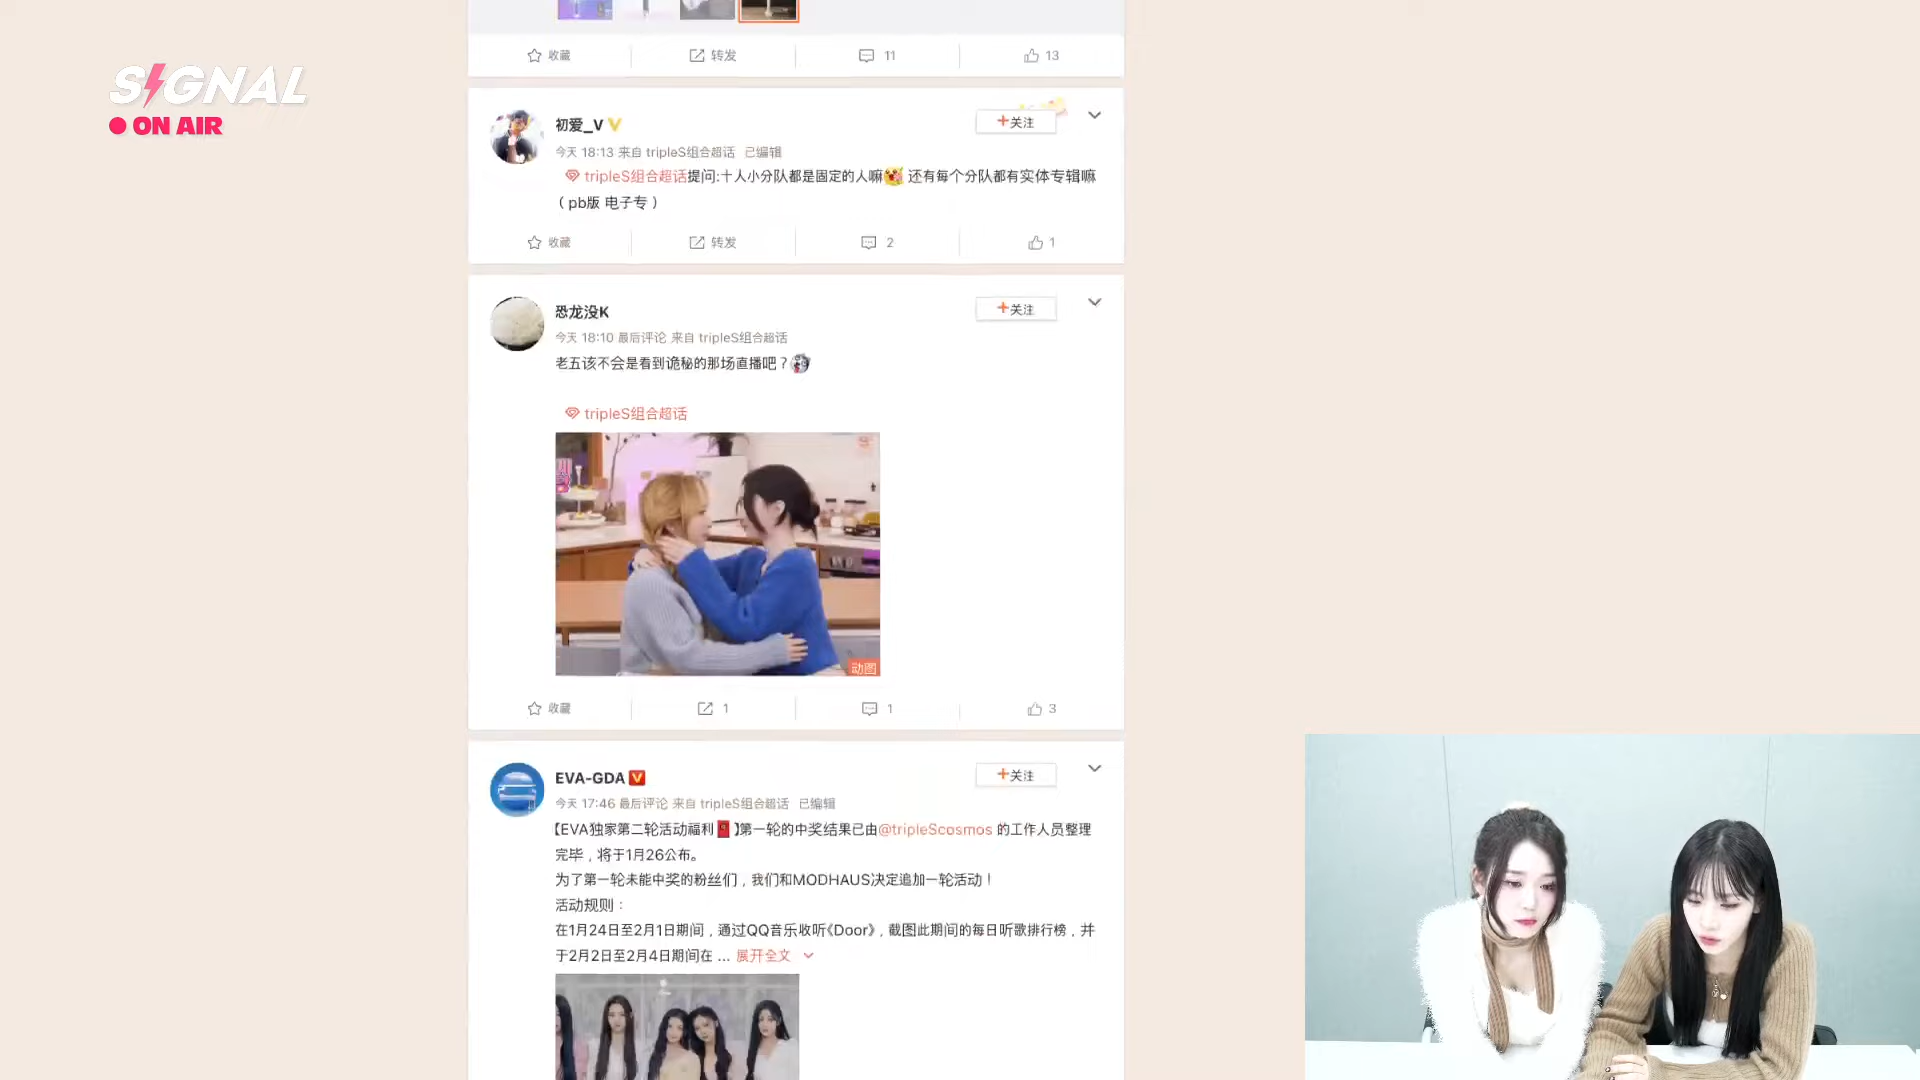 SIGNAL
ON AIR
收藏
转发
11
13
初爱_V
+关注
今天 18:13 来自 tripleS组合超话 已编辑
tripleS组合超话提问:十人小分队都是固定的人嘛 还有每个分队都有实体专辑嘛
（pb版 电子专）
收藏
转发
2
1
恐龙没K
+关注
今天 18:10 最后评论 来自 tripleS组合超话
老五该不会是看到诡秘的那场直播吧？
tripleS组合超话
动图
收藏
1
1
3
EVA-GDA
+关注
今天 17:46 最后评论 来自 tripleS组合超话 已编辑
【EVA独家第二轮活动福利】第一轮的中奖结果已由@tripleScosmos 的工作人员整理
完毕，将于1月26公布。
为了第一轮未能中奖的粉丝们，我们和MODHAUS决定追加一轮活动！
活动规则：
在1月24日至2月1日期间，通过QQ音乐收听《Door》，截图此期间的每日听歌排行榜，并
于2月2日至2月4日期间在 ... 展开全文